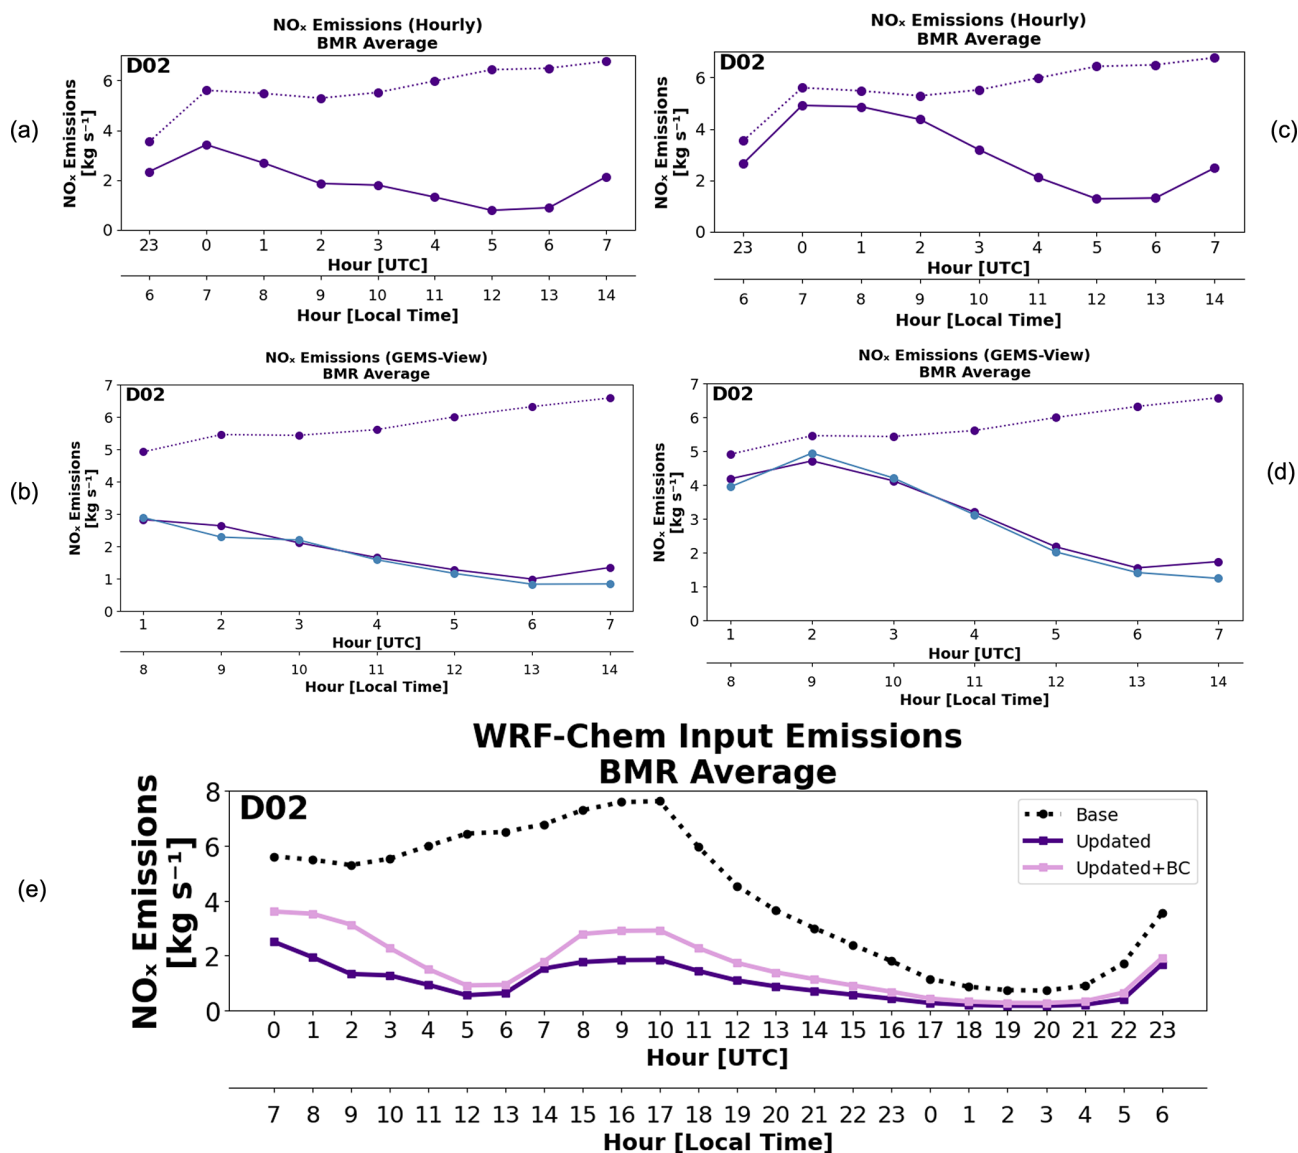 NOₓ Emissions (Hourly)
BMR Average
D02
(a)
NOₓ Emissions
[kg s⁻¹]
6
4
2
0
23 0 1 2 3 4 5 6 7
Hour [UTC]
6 7 8 9 10 11 12 13 14
Hour [Local Time]
NOₓ Emissions (Hourly)
BMR Average
D02
(c)
NOₓ Emissions
[kg s⁻¹]
6
4
2
0
23 0 1 2 3 4 5 6 7
Hour [UTC]
6 7 8 9 10 11 12 13 14
Hour [Local Time]
NOₓ Emissions (GEMS-View)
BMR Average
D02
(b)
NOₓ Emissions
[kg s⁻¹]
7
6
5
4
3
2
1
0
1 2 3 4 5 6 7
Hour [UTC]
8 9 10 11 12 13 14
Hour [Local Time]
NOₓ Emissions (GEMS-View)
BMR Average
D02
(d)
NOₓ Emissions
[kg s⁻¹]
7
6
5
4
3
2
1
0
1 2 3 4 5 6 7
Hour [UTC]
8 9 10 11 12 13 14
Hour [Local Time]
WRF-Chem Input Emissions
BMR Average
D02
(e)
NOₓ Emissions
[kg s⁻¹]
8
6
4
2
0
Base
Updated
Updated+BC
0 1 2 3 4 5 6 7 8 9 10 11 12 13 14 15 16 17 18 19 20 21 22 23
Hour [UTC]
7 8 9 10 11 12 13 14 15 16 17 18 19 20 21 22 23 0 1 2 3 4 5 6
Hour [Local Time]